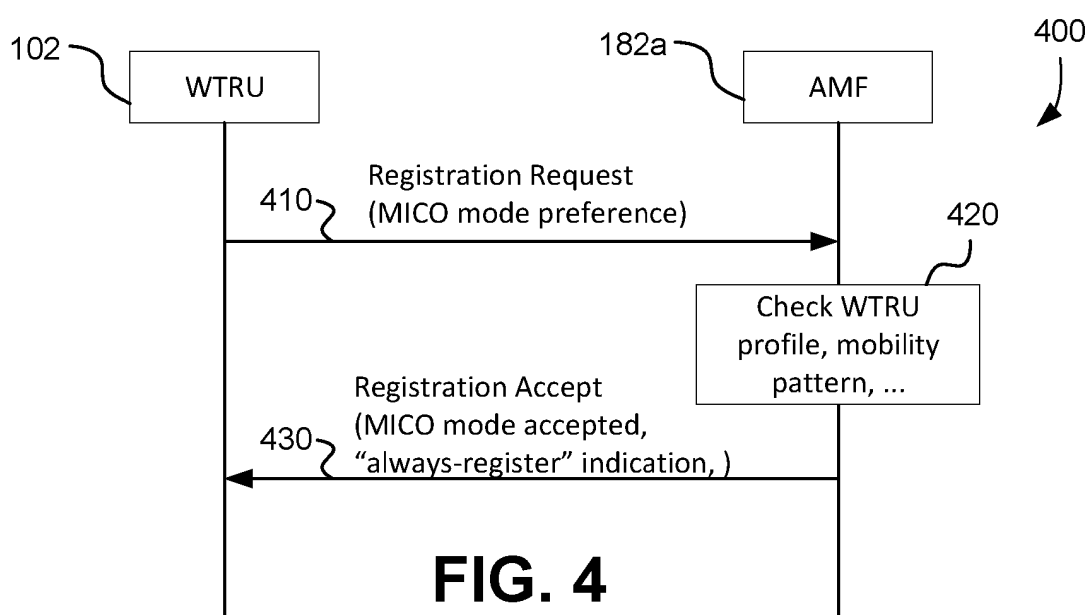 102
WTRU
182a
AMF
400
410
Registration Request
(MICO mode preference)
420
Check WTRU
profile, mobility
pattern, ...
430
Registration Accept
(MICO mode accepted,
“always-register” indication, )
FIG. 4